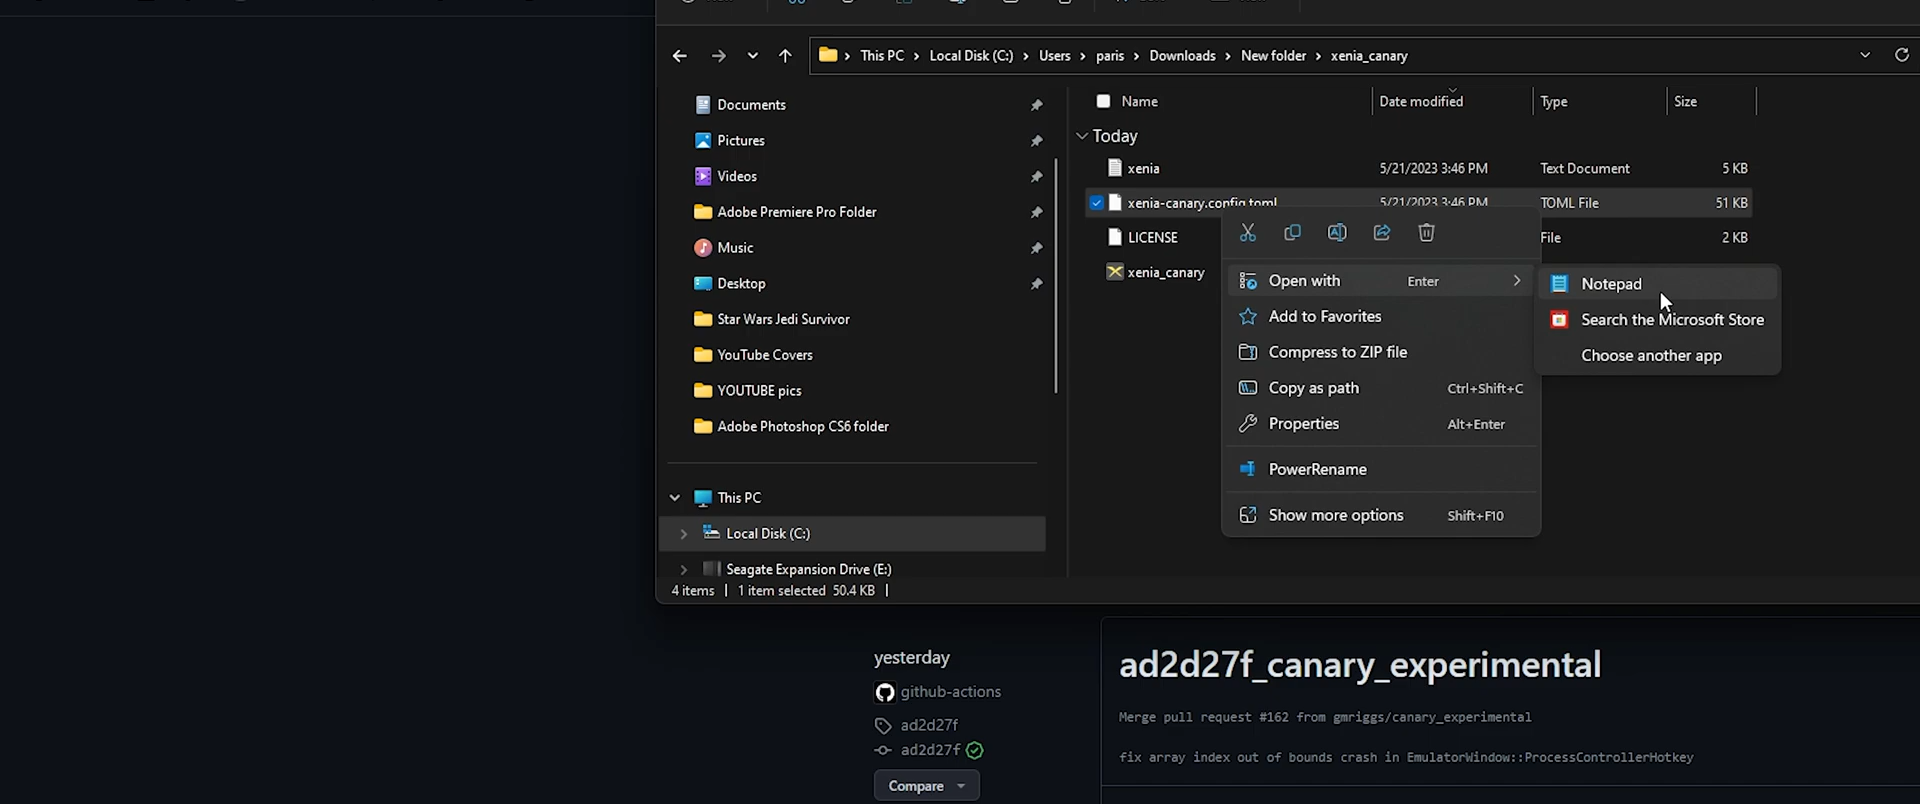 This PC > Local Disk (C:) > Users > paris > Downloads > New folder > xenia_canary
Documents
Pictures
Videos
Adobe Premiere Pro Folder
Music
Desktop
Star Wars Jedi Survivor
YouTube Covers
YOUTUBE pics
Adobe Photoshop CS6 folder
This PC
Local Disk (C:)
Seagate Expansion Drive (E:)
Name Date modified Type Size
Today
xenia 5/21/2023 3:46 PM Text Document 5 KB
xenia-canary.config.toml 5/21/2023 3:46 PM TOML File 51 KB
LICENSE File 2 KB
xenia_canary
Open with Enter
Add to Favorites
Compress to ZIP file
Copy as path Ctrl+Shift+C
Properties Alt+Enter
PowerRename
Show more options Shift+F10
Notepad
Search the Microsoft Store
Choose another app
4 items | 1 item selected 50.4 KB |
yesterday
github-actions
ad2d27f
ad2d27f
Compare
ad2d27f_canary_experimental
Merge pull request #162 from gmriggs/canary_experimental
fix array index out of bounds crash in EmulatorWindow::ProcessControllerHotkey